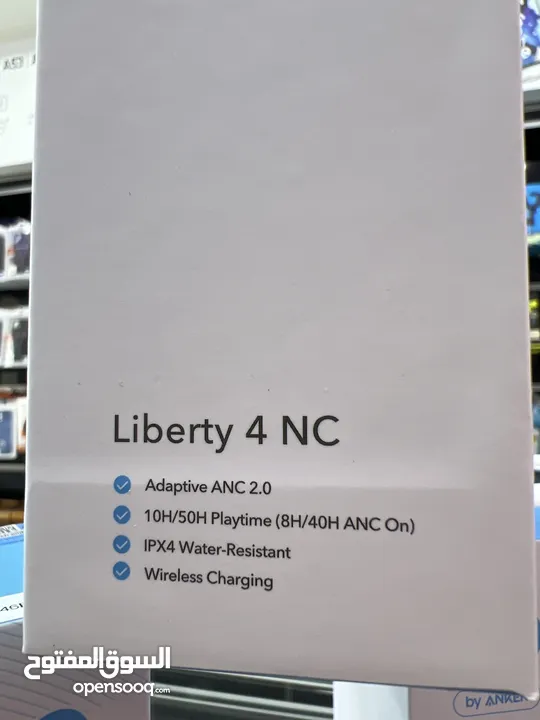 Liberty 4 NC
Adaptive ANC 2.0
10H/50H Playtime (8H/40H ANC On)
IPX4 Water-Resistant
Wireless Charging
السوق المفتوح
opensooq.com
by ANKER